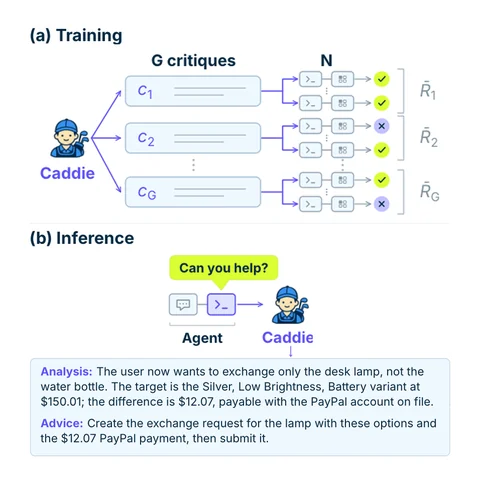 (a) Training
G critiques
N
c1
R̄1
c2
R̄2
Caddie
cG
R̄G
(b) Inference
Can you help?
Agent
Caddie
Analysis: The user now wants to exchange only the desk lamp, not the
water bottle. The target is the Silver, Low Brightness, Battery variant at
$150.01; the difference is $12.07, payable with the PayPal account on file.
Advice: Create the exchange request for the lamp with these options and
the $12.07 PayPal payment, then submit it.